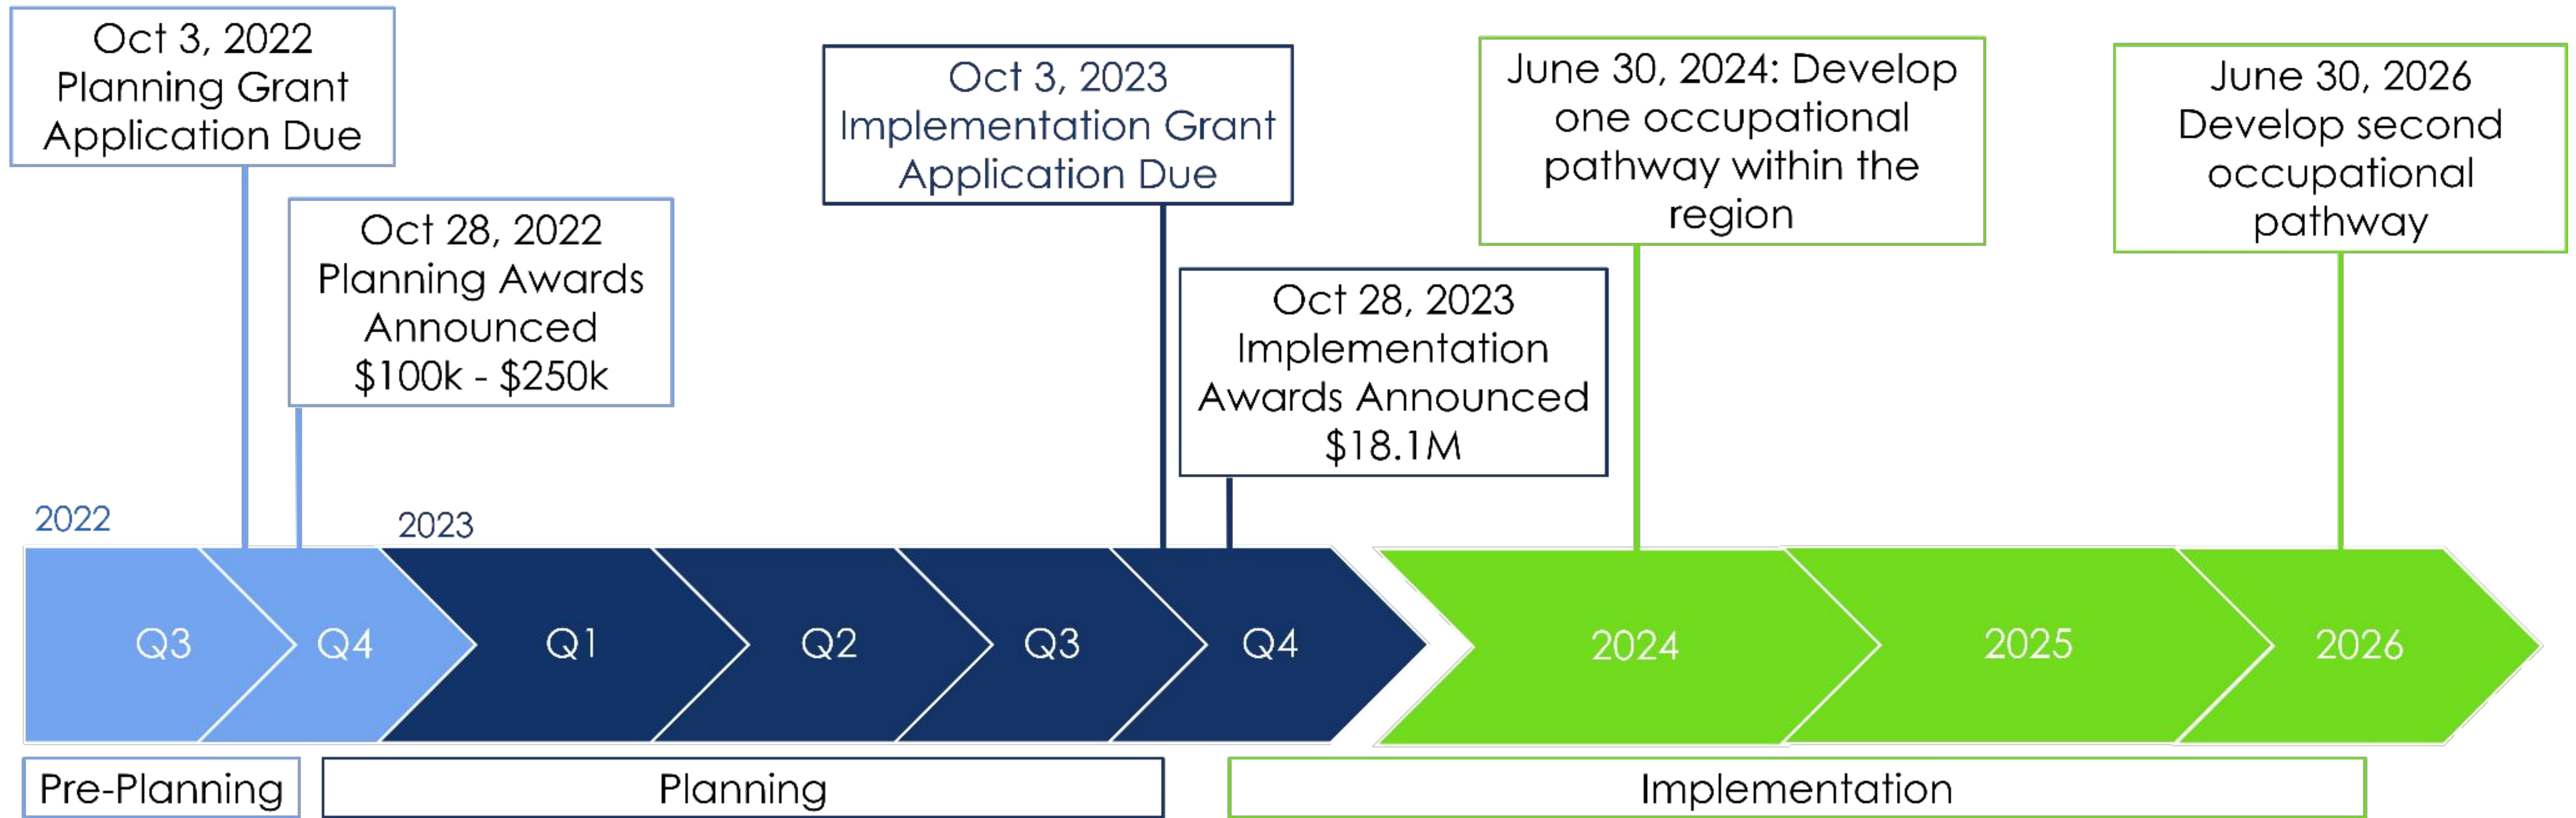 Oct 3, 2022
Planning Grant
Application Due
Oct 28, 2022
Planning Awards
Announced
$100k - $250k
Oct 3, 2023
Implementation Grant
Application Due
Oct 28, 2023
Implementation
Awards Announced
$18.1M
June 30, 2024: Develop
one occupational
pathway within the
region
June 30, 2026
Develop second
occupational
pathway
2022
2023
Q3
Q4
Q1
Q2
Q3
Q4
2024
2025
2026
Pre-Planning
Planning
Implementation